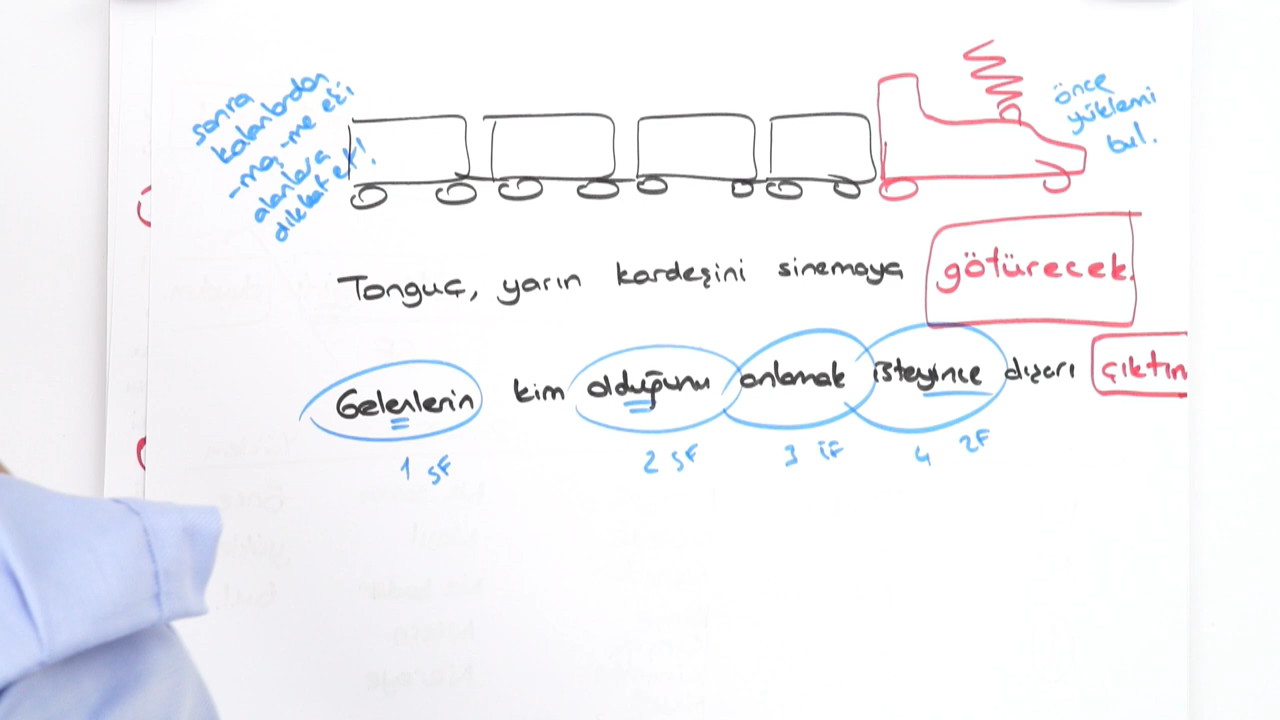 sonra
kalanlardan
-ma, -me eki
alanlara
dikkat et!
önce
yüklemi
bul.
Tonguç, yarın kardeşini sinemaya götürecek.
Gelenlerin kim olduğunu anlamak isteyince dışarı çıktın
1 SF 2 SF 3 İF 4 ZF